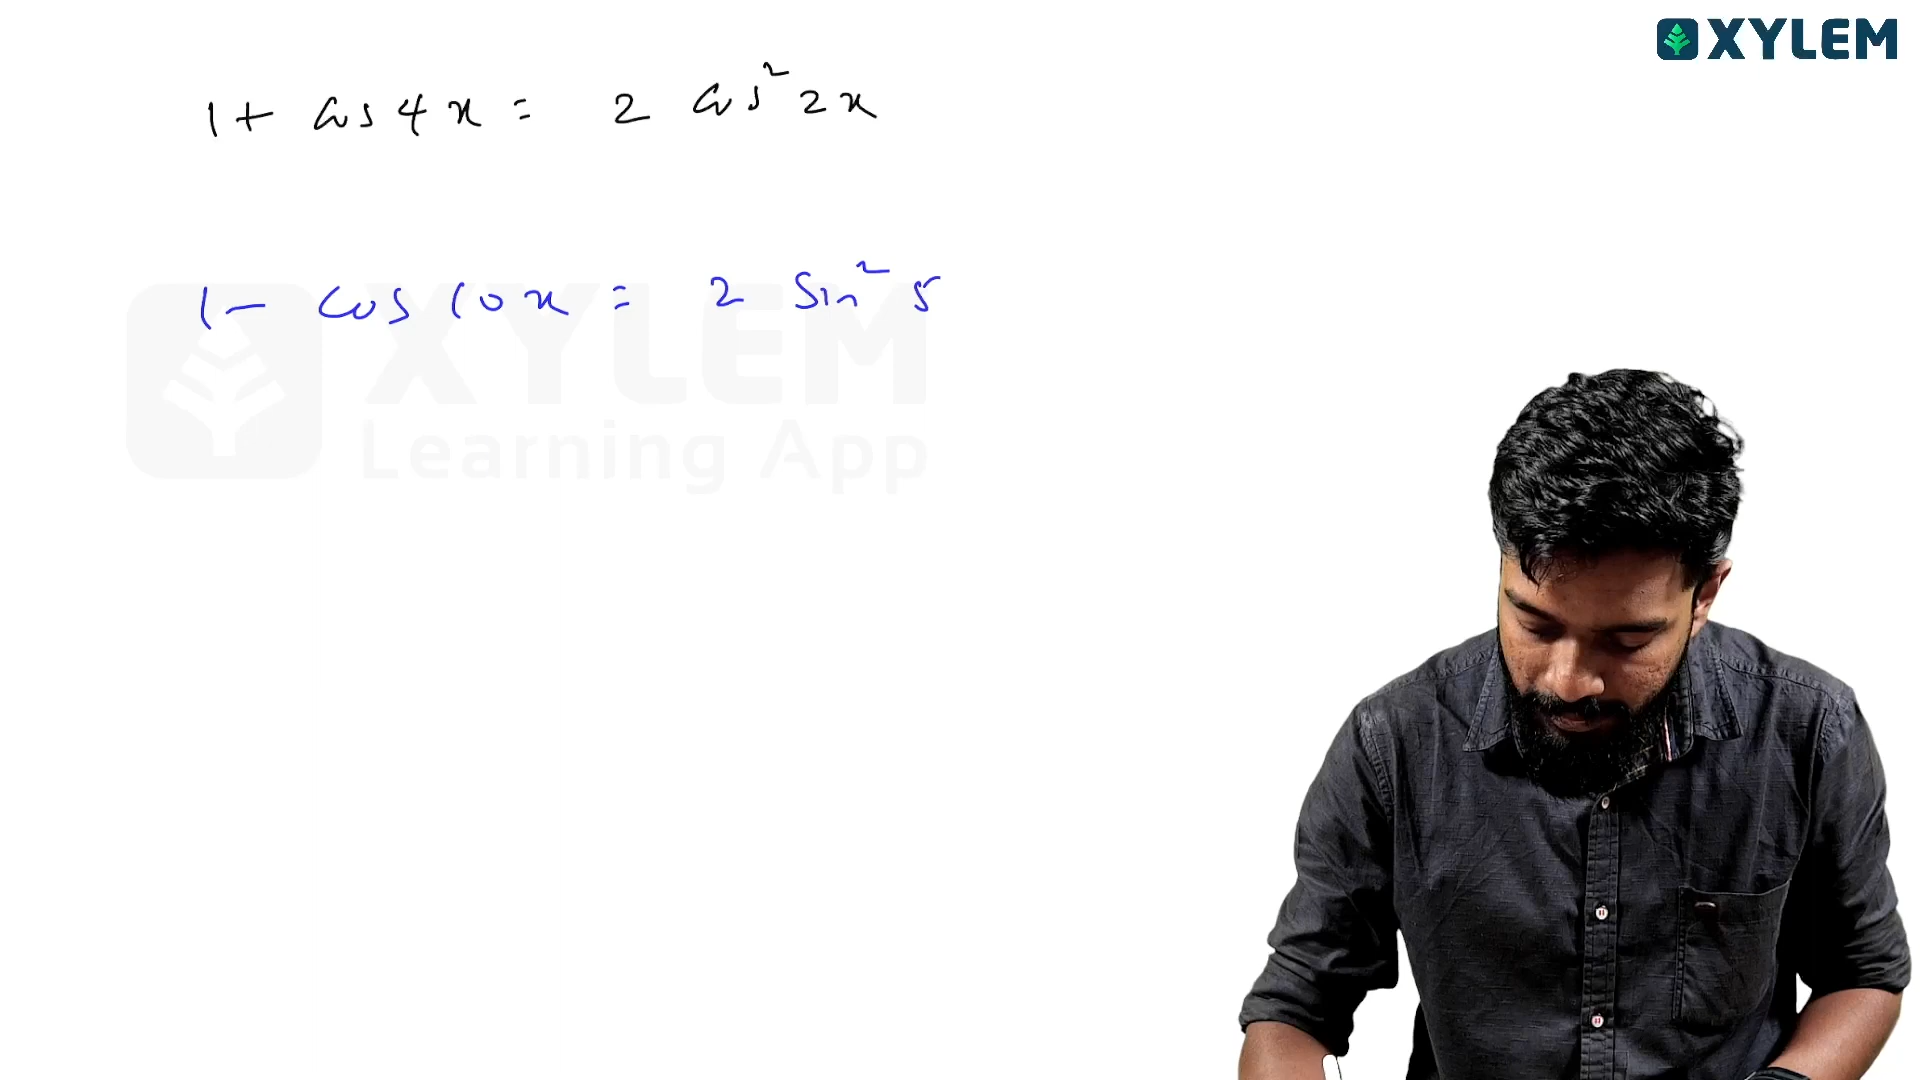 XYLEM
1 + cos 4x = 2 cos² 2x
1 - cos 10x = 2 sin² 5
XYLEM
Learning App